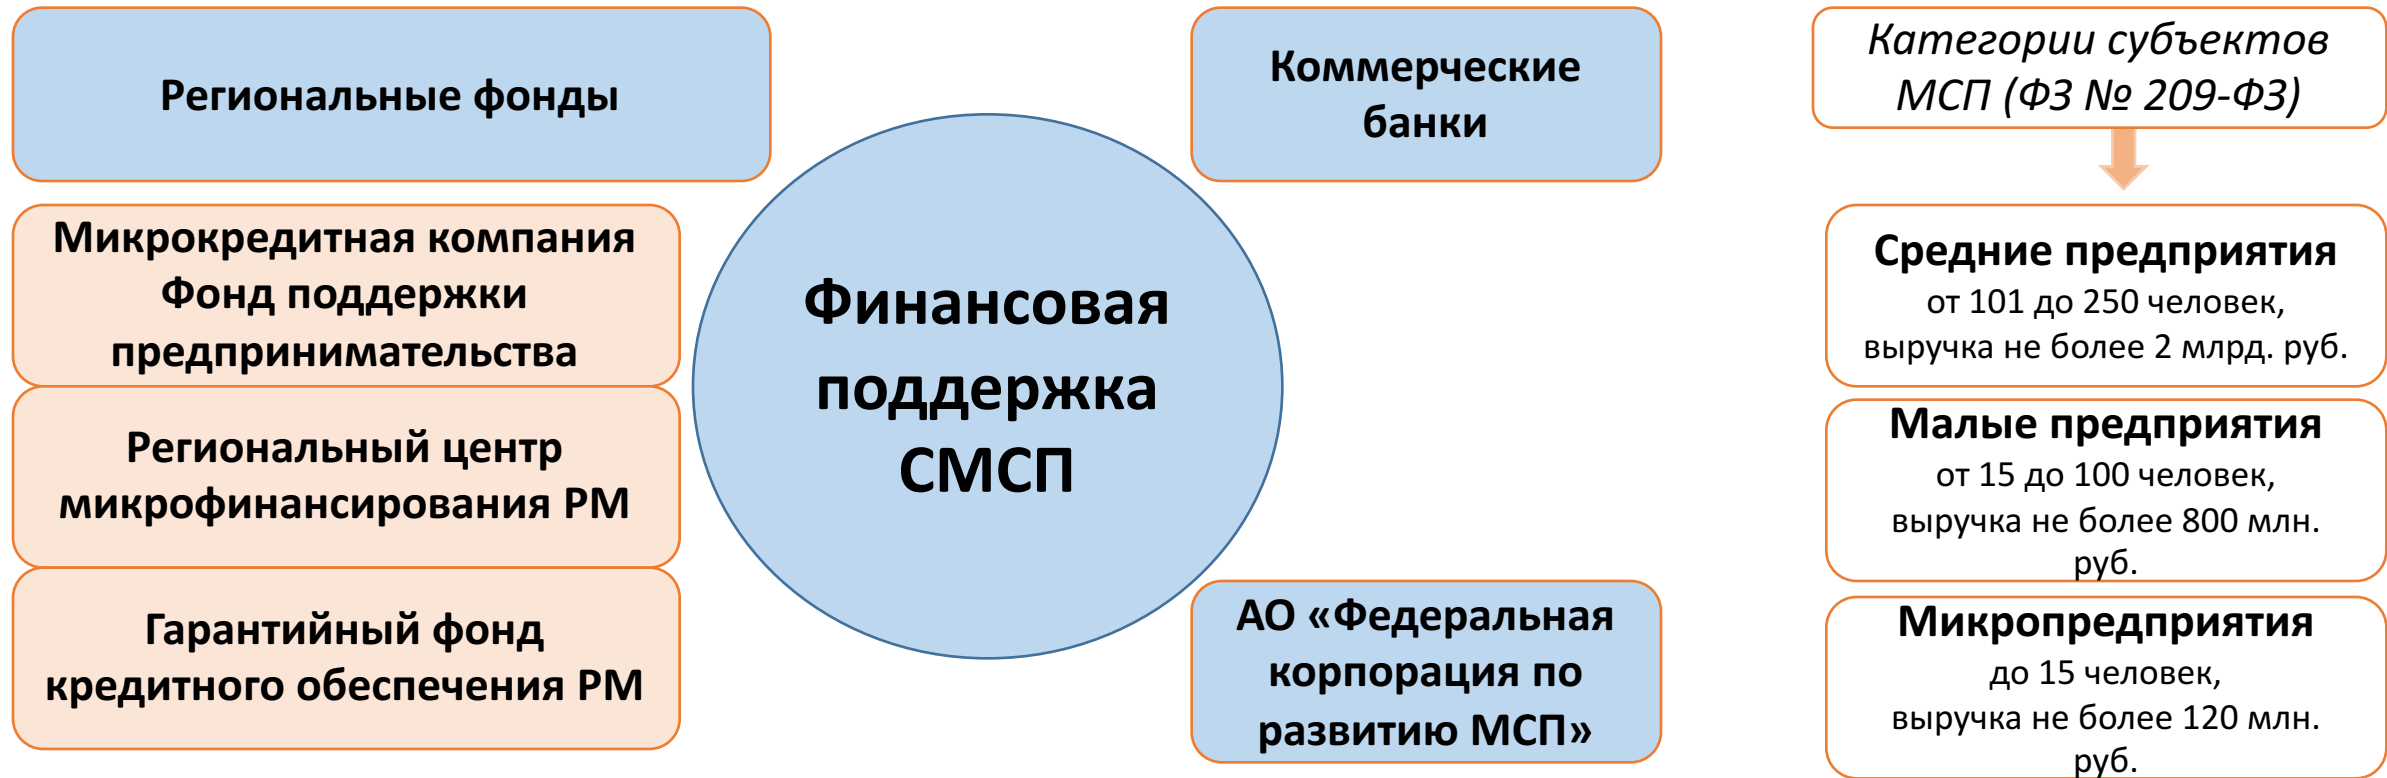 Региональные фонды
Микрокредитная компания
Фонд поддержки
предпринимательства
Региональный центр
микрофинансирования РМ
Гарантийный фонд
кредитного обеспечения РМ
Финансовая
поддержка
СМСП
Коммерческие
банки
АО «Федеральная
корпорация по
развитию МСП»
Категории субъектов
МСП (ФЗ № 209-ФЗ)
Средние предприятия
от 101 до 250 человек,
выручка не более 2 млрд. руб.
Малые предприятия
от 15 до 100 человек,
выручка не более 800 млн.
руб.
Микропредприятия
до 15 человек,
выручка не более 120 млн.
руб.